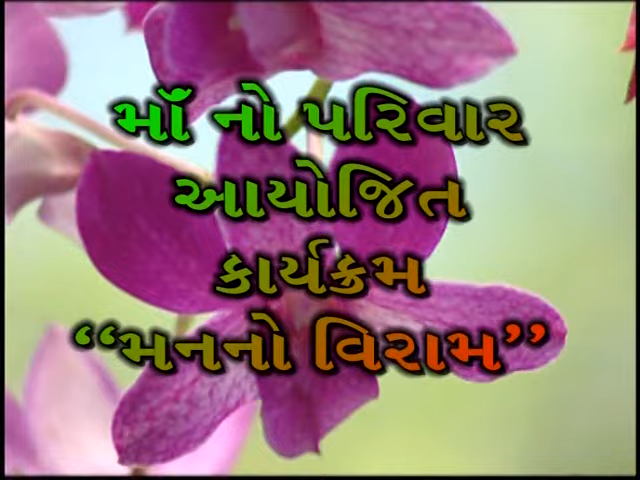 માઁ નો પરિવાર
આયોજિત
કાર્યક્રમ
“મનનો વિરામ”